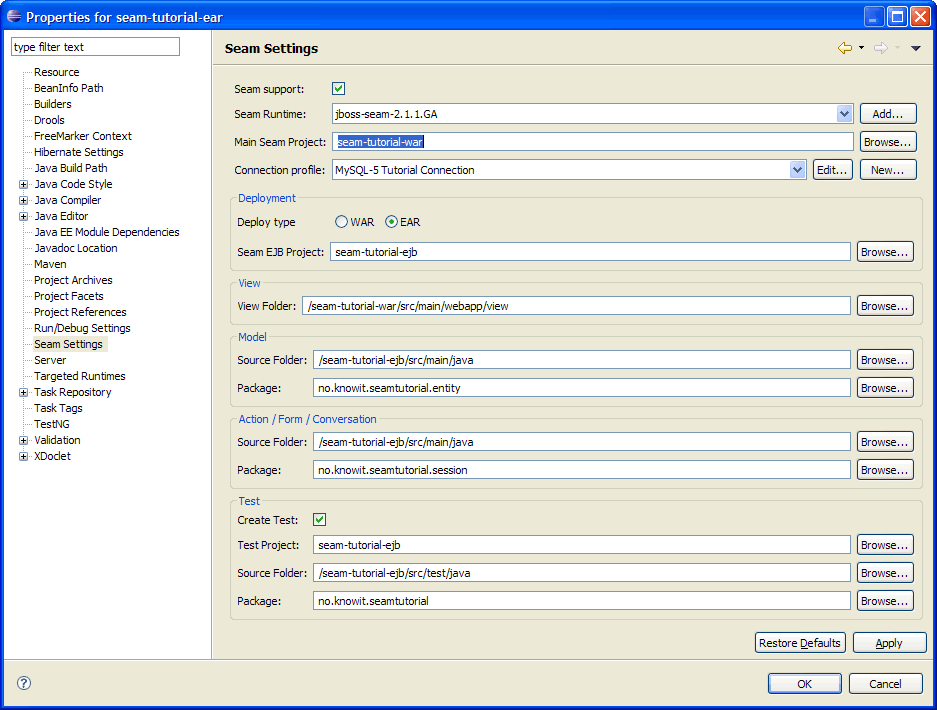 Properties for seam-tutorial-ear
type filter text
Resource
BeanInfo Path
Builders
Drools
FreeMarker Context
Hibernate Settings
Java Build Path
Java Code Style
Java Compiler
Java Editor
Java EE Module Dependencies
Javadoc Location
Maven
Project Archives
Project Facets
Project References
Run/Debug Settings
Seam Settings
Server
Targeted Runtimes
Task Repository
Task Tags
TestNG
Validation
XDoclet
Seam Settings
Seam support:
Seam Runtime: jboss-seam-2.1.1.GA Add...
Main Seam Project: seam-tutorial-war Browse...
Connection profile: MySQL-5 Tutorial Connection Edit... New...
Deployment
Deploy type WAR EAR
Seam EJB Project: seam-tutorial-ejb Browse...
View
View Folder: /seam-tutorial-war/src/main/webapp/view Browse...
Model
Source Folder: /seam-tutorial-ejb/src/main/java Browse...
Package: no.knowit.seamtutorial.entity Browse...
Action / Form / Conversation
Source Folder: /seam-tutorial-ejb/src/main/java Browse...
Package: no.knowit.seamtutorial.session Browse...
Test
Create Test:
Test Project: seam-tutorial-ejb Browse...
Source Folder: /seam-tutorial-ejb/src/test/java Browse...
Package: no.knowit.seamtutorial Browse...
Restore Defaults Apply
? OK Cancel